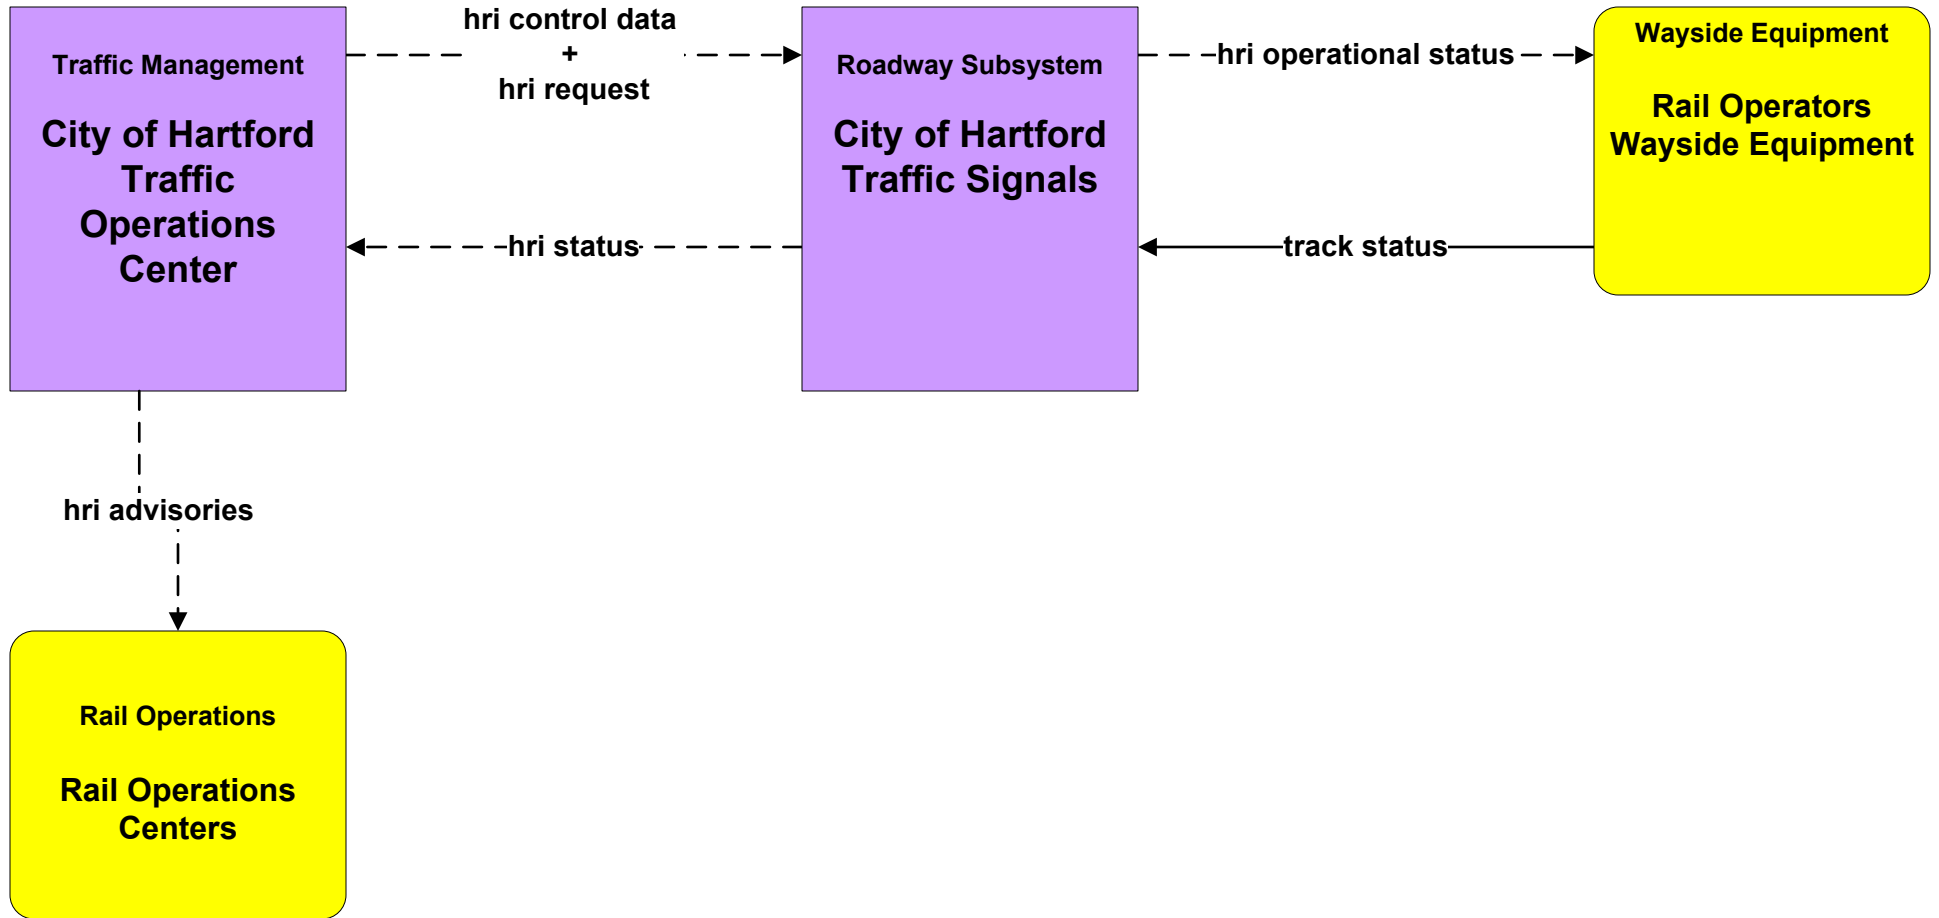 Traffic Management
City of Hartford
Traffic
Operations
Center
hri control data
+
hri request
Roadway Subsystem
City of Hartford
Traffic Signals
hri operational status
Wayside Equipment
Rail Operators
Wayside Equipment
hri status
track status
hri advisories
Rail Operations
Rail Operations
Centers